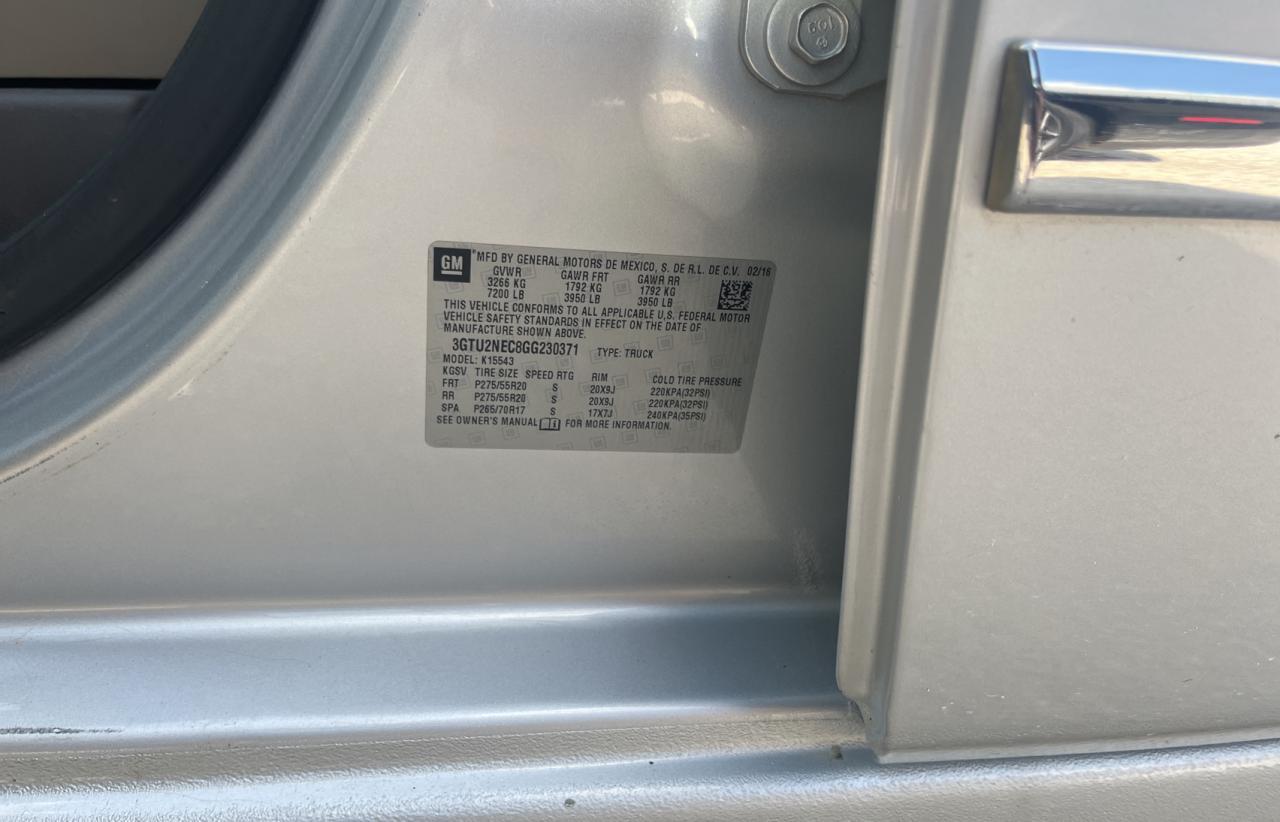 GM
MFD BY GENERAL MOTORS DE MEXICO, S. DE R.L. DE C.V. 02/16
GVWR GAWR FRT GAWR RR
3266 KG 1792 KG 1792 KG
7200 LB 3950 LB 3950 LB
THIS VEHICLE CONFORMS TO ALL APPLICABLE U.S. FEDERAL MOTOR
VEHICLE SAFETY STANDARDS IN EFFECT ON THE DATE OF
MANUFACTURE SHOWN ABOVE.
3GTU2NEC8GG230371 TYPE: TRUCK
MODEL: K15543
KGSV TIRE SIZE SPEED RTG RIM COLD TIRE PRESSURE
FRT P275/55R20 S 20X9J 220KPA(32PSI)
RR P275/55R20 S 20X9J 220KPA(32PSI)
SPA P265/70R17 S 17X7J 240KPA(35PSI)
SEE OWNER'S MANUAL FOR MORE INFORMATION.